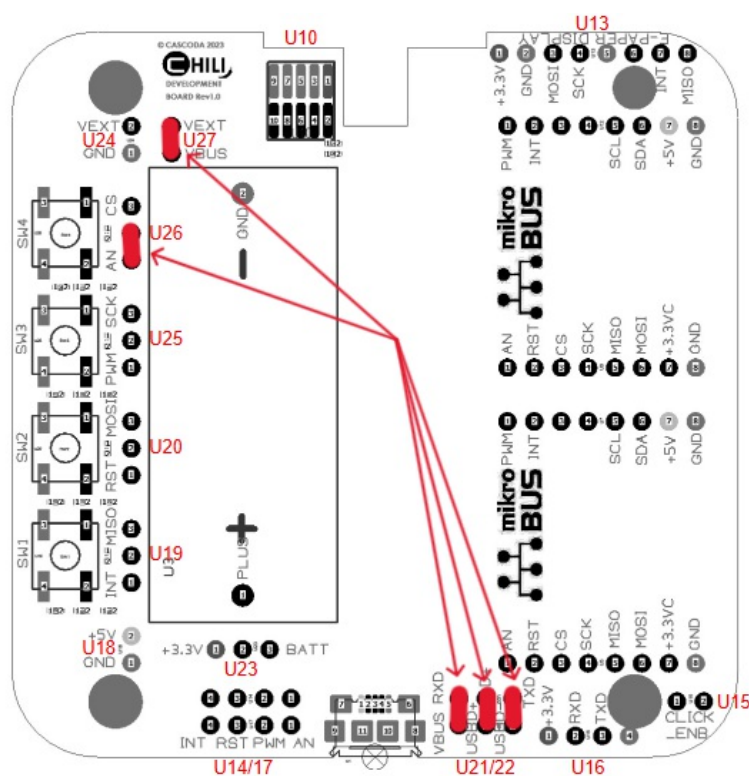 U13
E-PAPER DISPLAY
U10
© CASCODA 2023
CHILI
DEVELOPMENT
BOARD Rev1.0
+3.3V GND MOSI SCK INT MISO
VEXT
GND
U24
VEXT
VBUS
U27
PWM INT SCL SDA +5V GND
mikro
BUS
SW4
CS
AN
U26
GND
SW3
SCK
PWM
U25
AN RST CS SCK MISO MOSI +3.3VC GND
SW2
MOSI
RST
U20
PWM INT SCL SDA +5V GND
mikro
BUS
SW1
MISO
INT
U19
U3
PLUS
+5V
GND
U18
+3.3V BATT
U23
AN RST CS SCK MISO MOSI +3.3VC GND
INT RST PWM AN
U14/17
VBUS RXD
USBD+
USBD-
TXD
U21/22
+3.3V RXD TXD
U16
U15
CLICK
_ENB